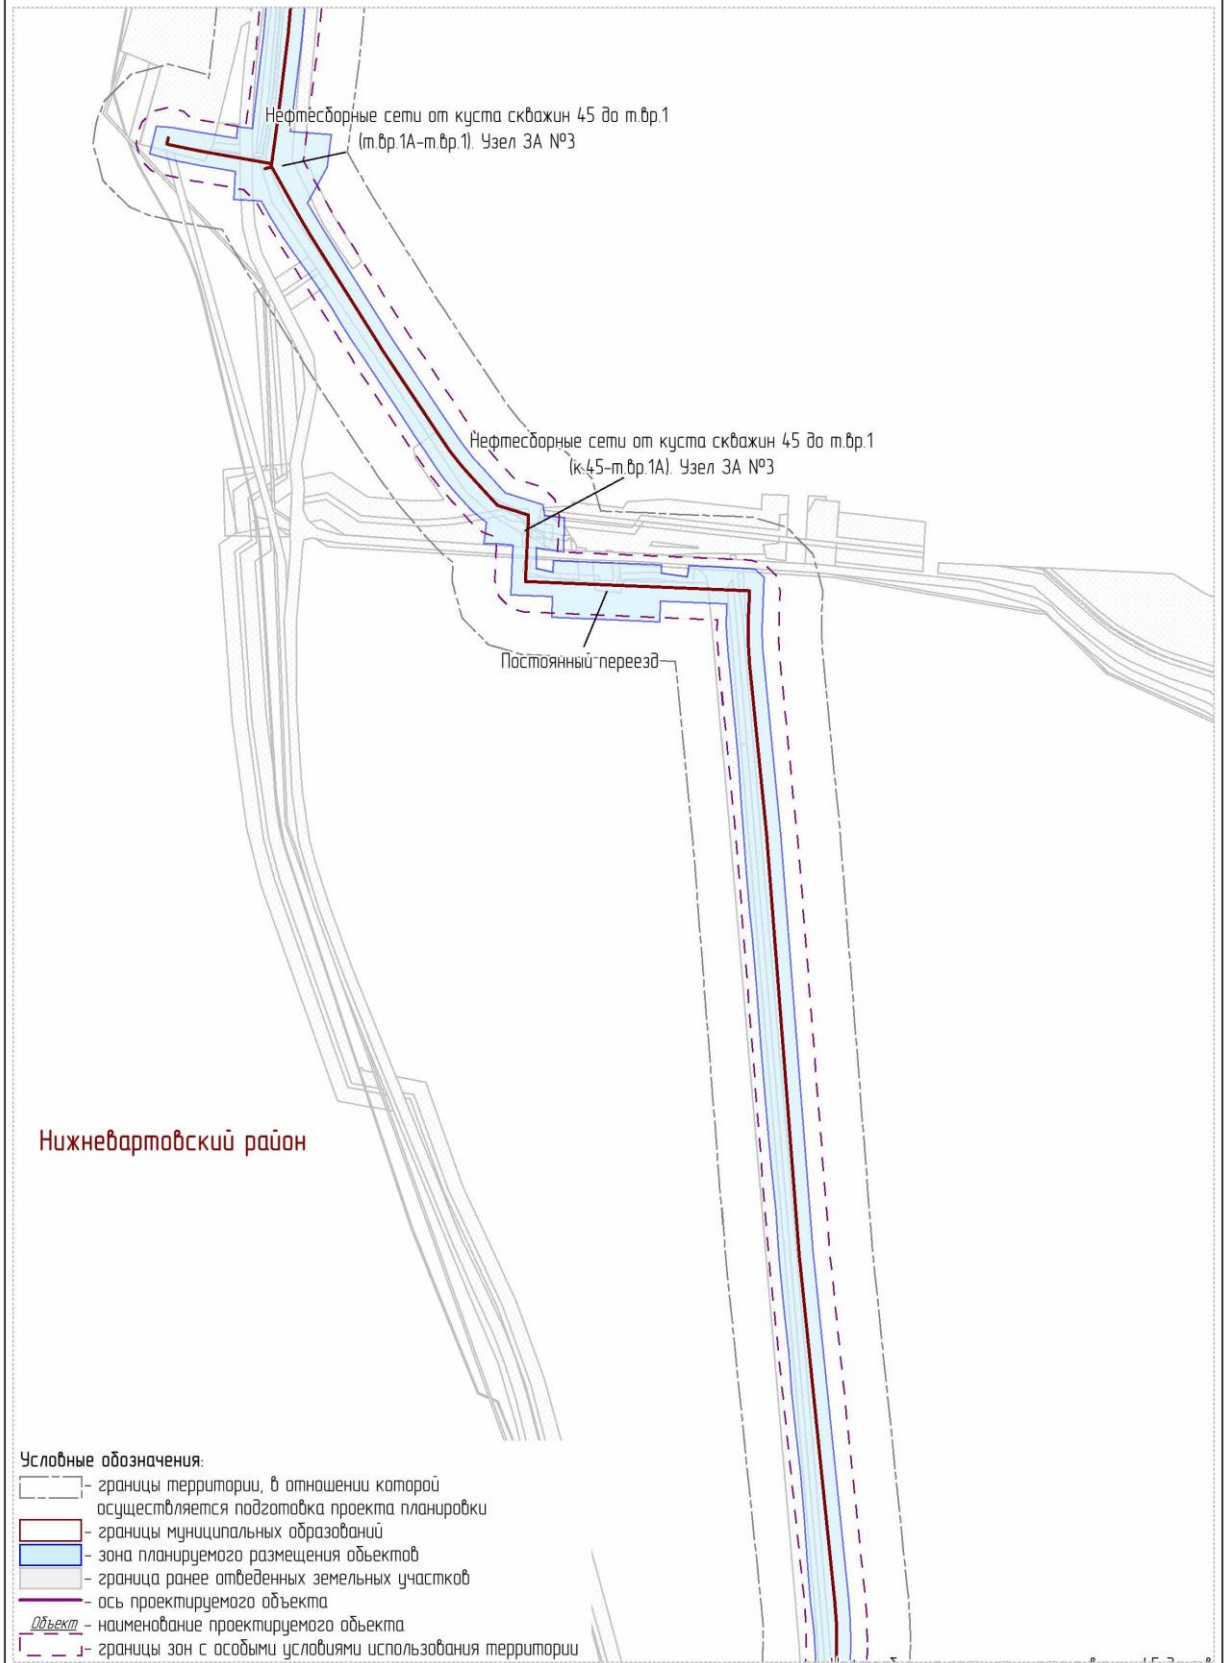 Нефтесборные сети от куста скважин 45 до т.вр.1
(т.вр.1А-т.вр.1). Узел ЗА №3
Нефтесборные сети от куста скважин 45 до т.вр.1
(к.45-т.вр.1А). Узел ЗА №3
Постоянный переезд
Нижневартовский район
Условные обозначения:
- границы территории, в отношении которой
осуществляется подготовка проекта планировки
- границы муниципальных образований
- зона планируемого размещения объектов
- граница ранее отведенных земельных участков
- ось проектируемого объекта
Объект - наименование проектируемого объекта
- границы зон с особыми условиями использования территории